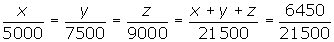 x/5000 = y/7500 = z/9000 = x + y + z/21500 = 6450/21500